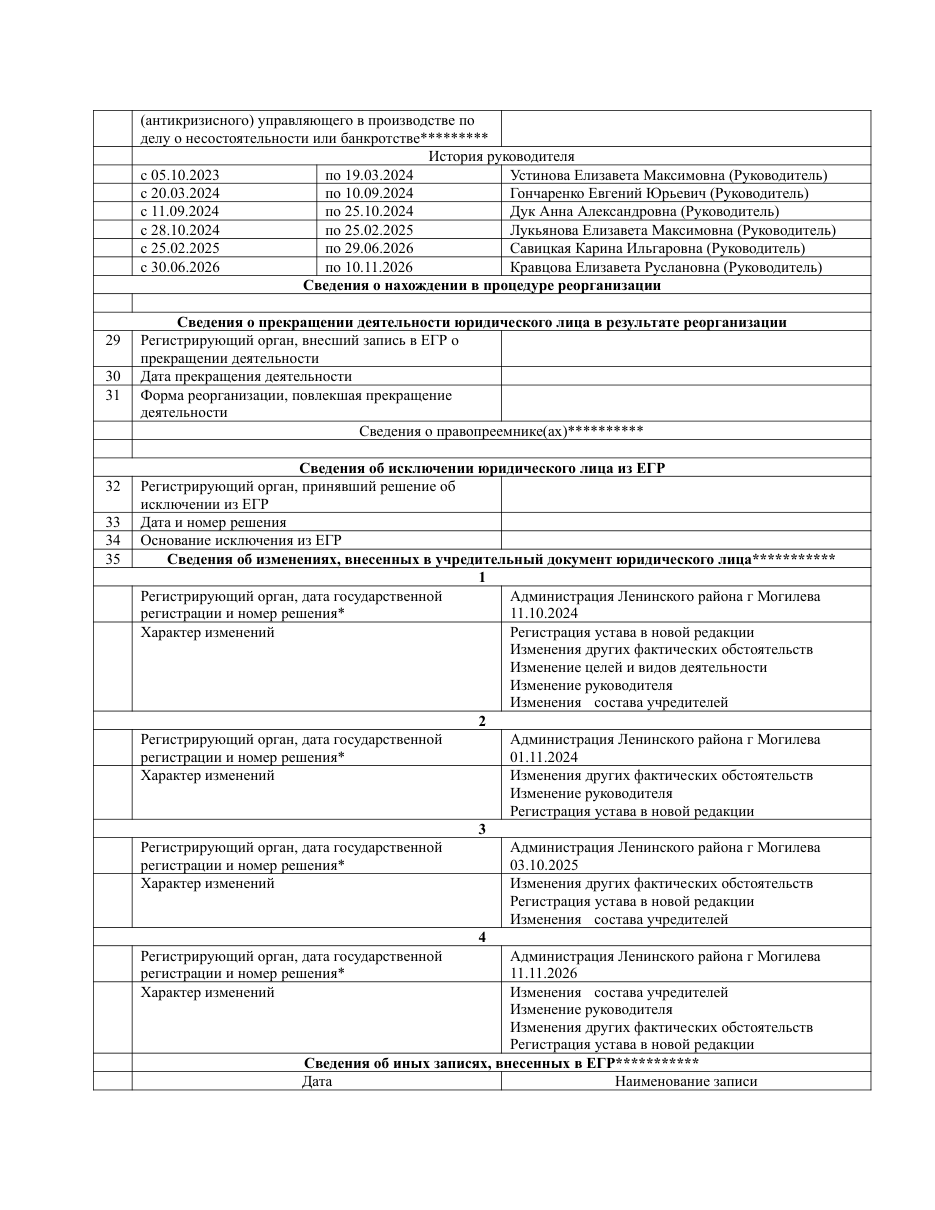 (антикризисного) управляющего в производстве по
делу о несостоятельности или банкротстве*********
История руководителя
с 05.10.2023 по 19.03.2024 Устинова Елизавета Максимовна (Руководитель)
с 20.03.2024 по 10.09.2024 Гончаренко Евгений Юрьевич (Руководитель)
с 11.09.2024 по 25.10.2024 Дук Анна Александровна (Руководитель)
с 28.10.2024 по 25.02.2025 Лукьянова Елизавета Максимовна (Руководитель)
с 25.02.2025 по 29.06.2026 Савицкая Карина Ильгаровна (Руководитель)
с 30.06.2026 по 10.11.2026 Кравцова Елизавета Руслановна (Руководитель)
Сведения о нахождении в процедуре реорганизации
Сведения о прекращении деятельности юридического лица в результате реорганизации
29 Регистрирующий орган, внесший запись в ЕГР о
прекращении деятельности
30 Дата прекращения деятельности
31 Форма реорганизации, повлекшая прекращение
деятельности
Сведения о правопреемнике(ах)**********
Сведения об исключении юридического лица из ЕГР
32 Регистрирующий орган, принявший решение об
исключении из ЕГР
33 Дата и номер решения
34 Основание исключения из ЕГР
35 Сведения об изменениях, внесенных в учредительный документ юридического лица***********
1
Регистрирующий орган, дата государственной
регистрации и номер решения*
Администрация Ленинского района г Могилева
11.10.2024
Характер изменений
Регистрация устава в новой редакции
Изменения других фактических обстоятельств
Изменение целей и видов деятельности
Изменение руководителя
Изменения состава учредителей
2
Регистрирующий орган, дата государственной
регистрации и номер решения*
Администрация Ленинского района г Могилева
01.11.2024
Характер изменений
Изменения других фактических обстоятельств
Изменение руководителя
Регистрация устава в новой редакции
3
Регистрирующий орган, дата государственной
регистрации и номер решения*
Администрация Ленинского района г Могилева
03.10.2025
Характер изменений
Изменения других фактических обстоятельств
Регистрация устава в новой редакции
Изменения состава учредителей
4
Регистрирующий орган, дата государственной
регистрации и номер решения*
Администрация Ленинского района г Могилева
11.11.2026
Характер изменений
Изменения состава учредителей
Изменение руководителя
Изменения других фактических обстоятельств
Регистрация устава в новой редакции
Сведения об иных записях, внесенных в ЕГР***********
Дата Наименование записи